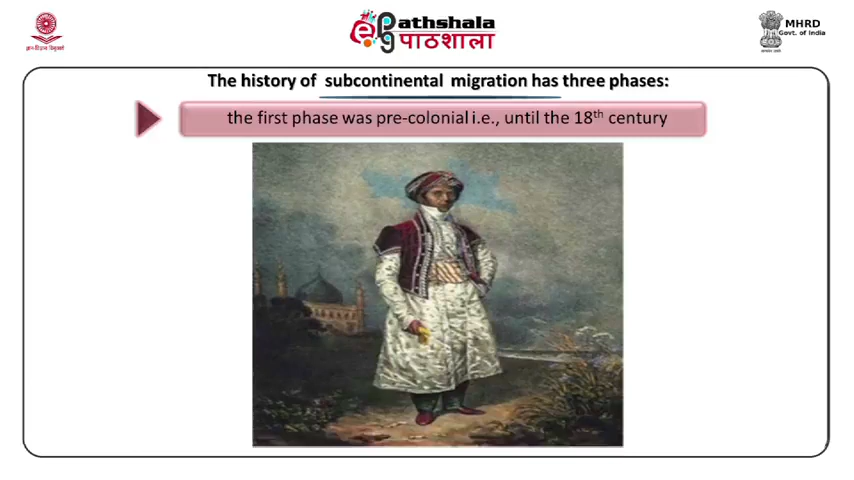 ePathshala
पाठशाला
MHRD
Govt. of India
The history of subcontinental migration has three phases:
the first phase was pre-colonial i.e., until the 18th century